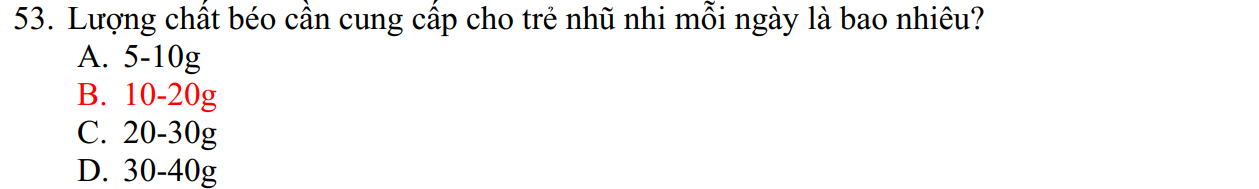 53. Lượng chất béo cần cung cấp cho trẻ nhũ nhi mỗi ngày là bao nhiêu?
A. 5-10g
B. 10-20g
C. 20-30g
D. 30-40g